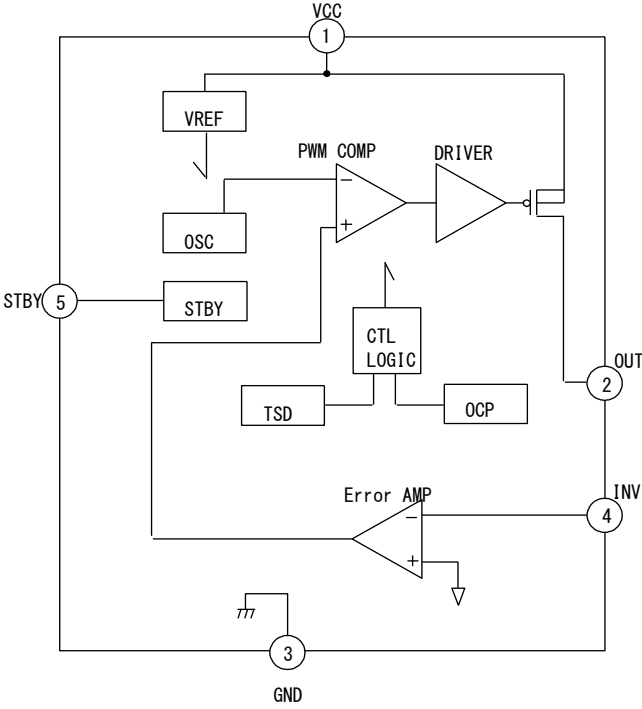 VCC
1
VREF
PWM COMP
DRIVER
−
+
OSC
STBY
5
STBY
CTL
LOGIC
OUT
2
TSD
OCP
Error AMP
INV
−
4
+
3
GND